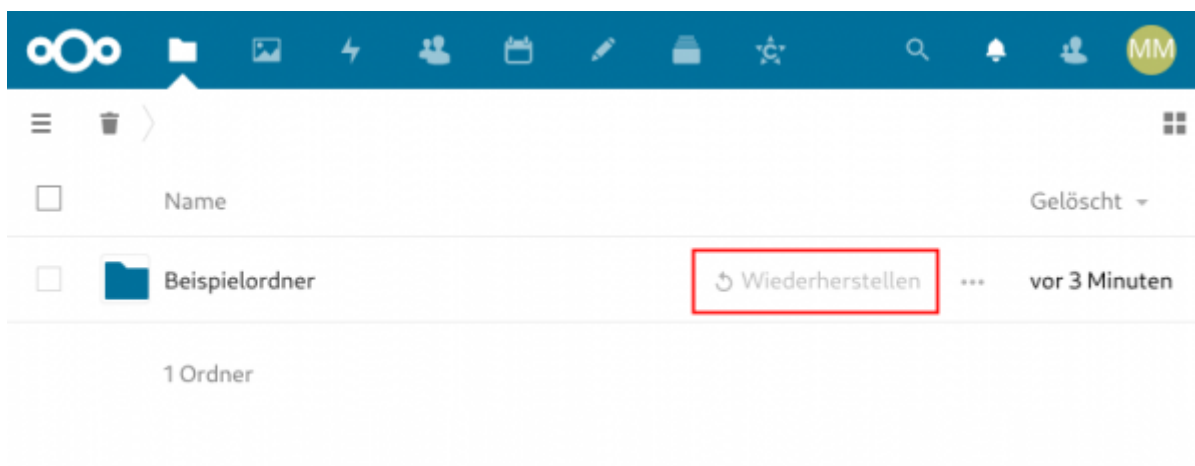 MM
Name Gelöscht
Beispielordner Wiederherstellen ... vor 3 Minuten
1 Ordner